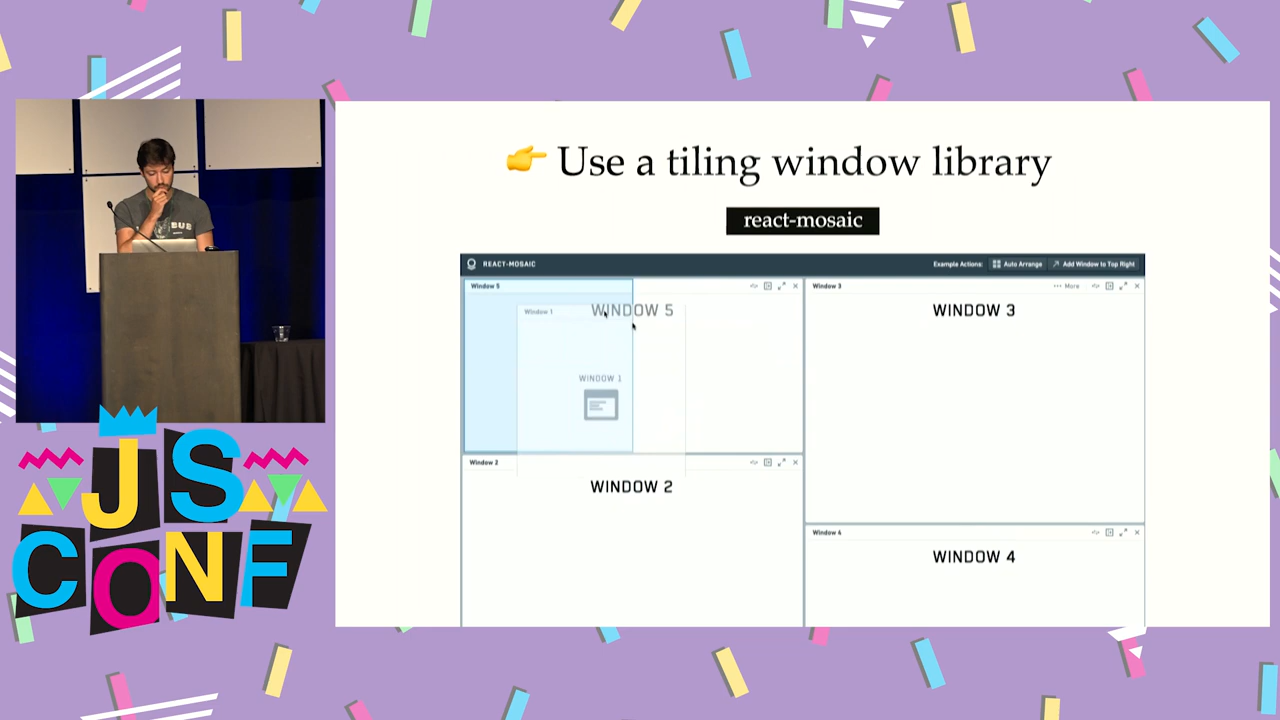 👉 Use a tiling window library
react-mosaic
REACT-MOSAIC
Example Actions: Auto Arrange Add Window to Top Right
Window 5
WINDOW 5
Window 1
WINDOW 1
Window 2
WINDOW 2
Window 3 More
WINDOW 3
Window 4
WINDOW 4
BUE
JS
CONF